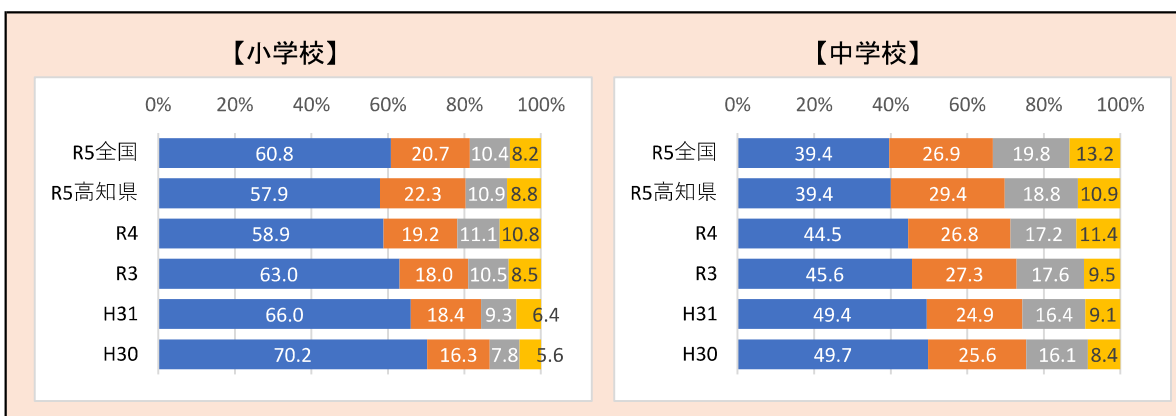 【小学校】
0% 20% 40% 60% 80% 100%
R5全国 60.8 20.7 10.4 8.2
R5高知県 57.9 22.3 10.9 8.8
R4 58.9 19.2 11.1 10.8
R3 63.0 18.0 10.5 8.5
H31 66.0 18.4 9.3 6.4
H30 70.2 16.3 7.8 5.6
【中学校】
0% 20% 40% 60% 80% 100%
R5全国 39.4 26.9 19.8 13.2
R5高知県 39.4 29.4 18.8 10.9
R4 44.5 26.8 17.2 11.4
R3 45.6 27.3 17.6 9.5
H31 49.4 24.9 16.4 9.1
H30 49.7 25.6 16.1 8.4